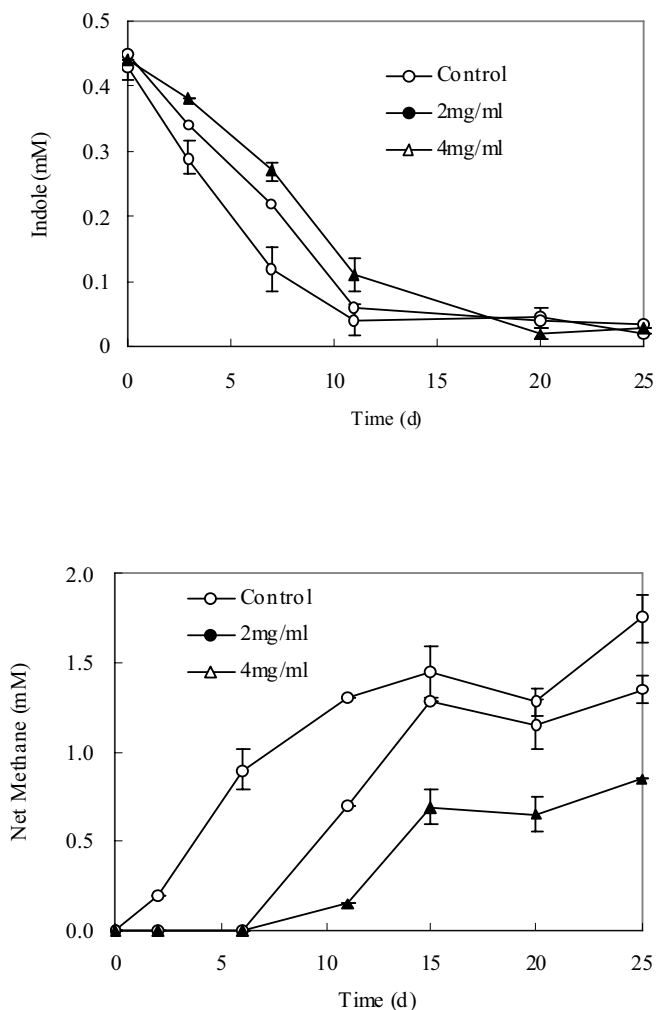 0.5
0.4
0.3
0.2
0.1
0
Indole (mM)
Control
2mg/ml
4mg/ml
0 5 10 15 20 25
Time (d)
2.0
1.5
1.0
0.5
0.0
Net Methane (mM)
Control
2mg/ml
4mg/ml
0 5 10 15 20 25
Time (d)